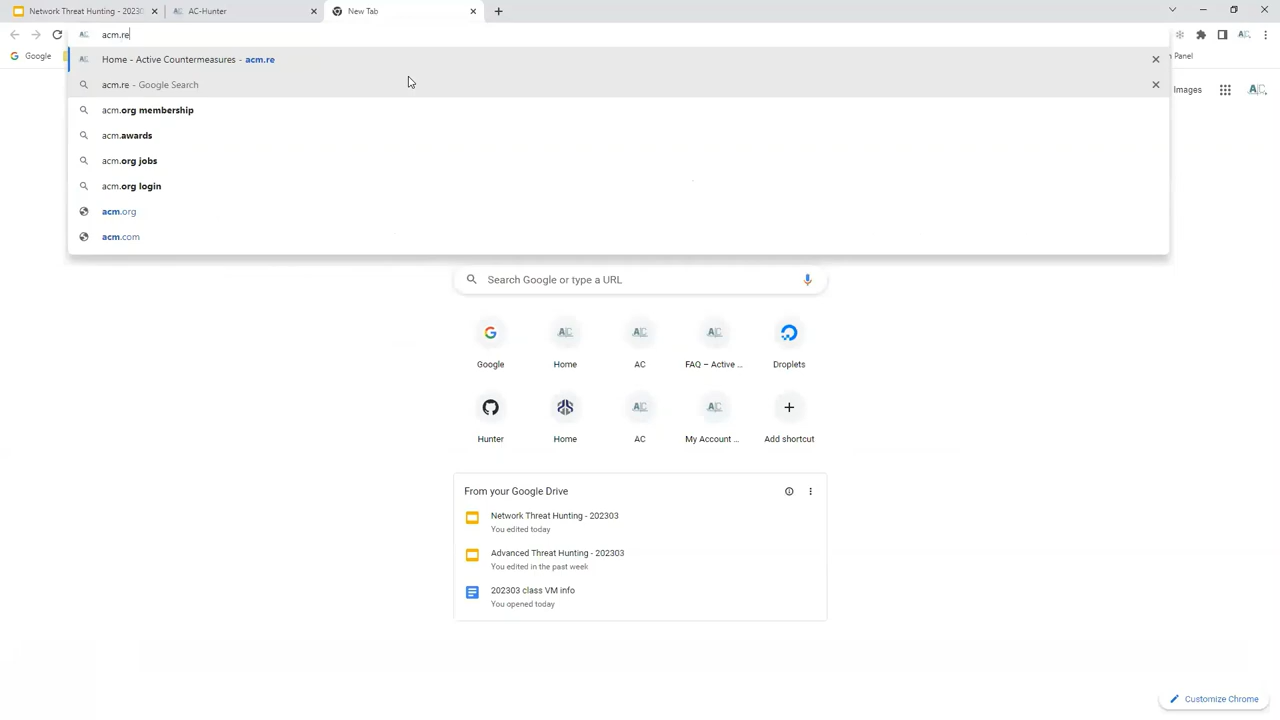 Network Threat Hunting - 20230
AC-Hunter
New Tab
acm.re
Google
Home - Active Countermeasures - acm.re
n Panel
acm.re - Google Search
Images
acm.org membership
acm.awards
acm.org jobs
acm.org login
acm.org
acm.com
Search Google or type a URL
Google
Home
AC
FAQ – Active ...
Droplets
Hunter
Home
AC
My Account ...
Add shortcut
From your Google Drive
Network Threat Hunting - 202303
You edited today
Advanced Threat Hunting - 202303
You edited in the past week
202303 class VM info
You opened today
Customize Chrome